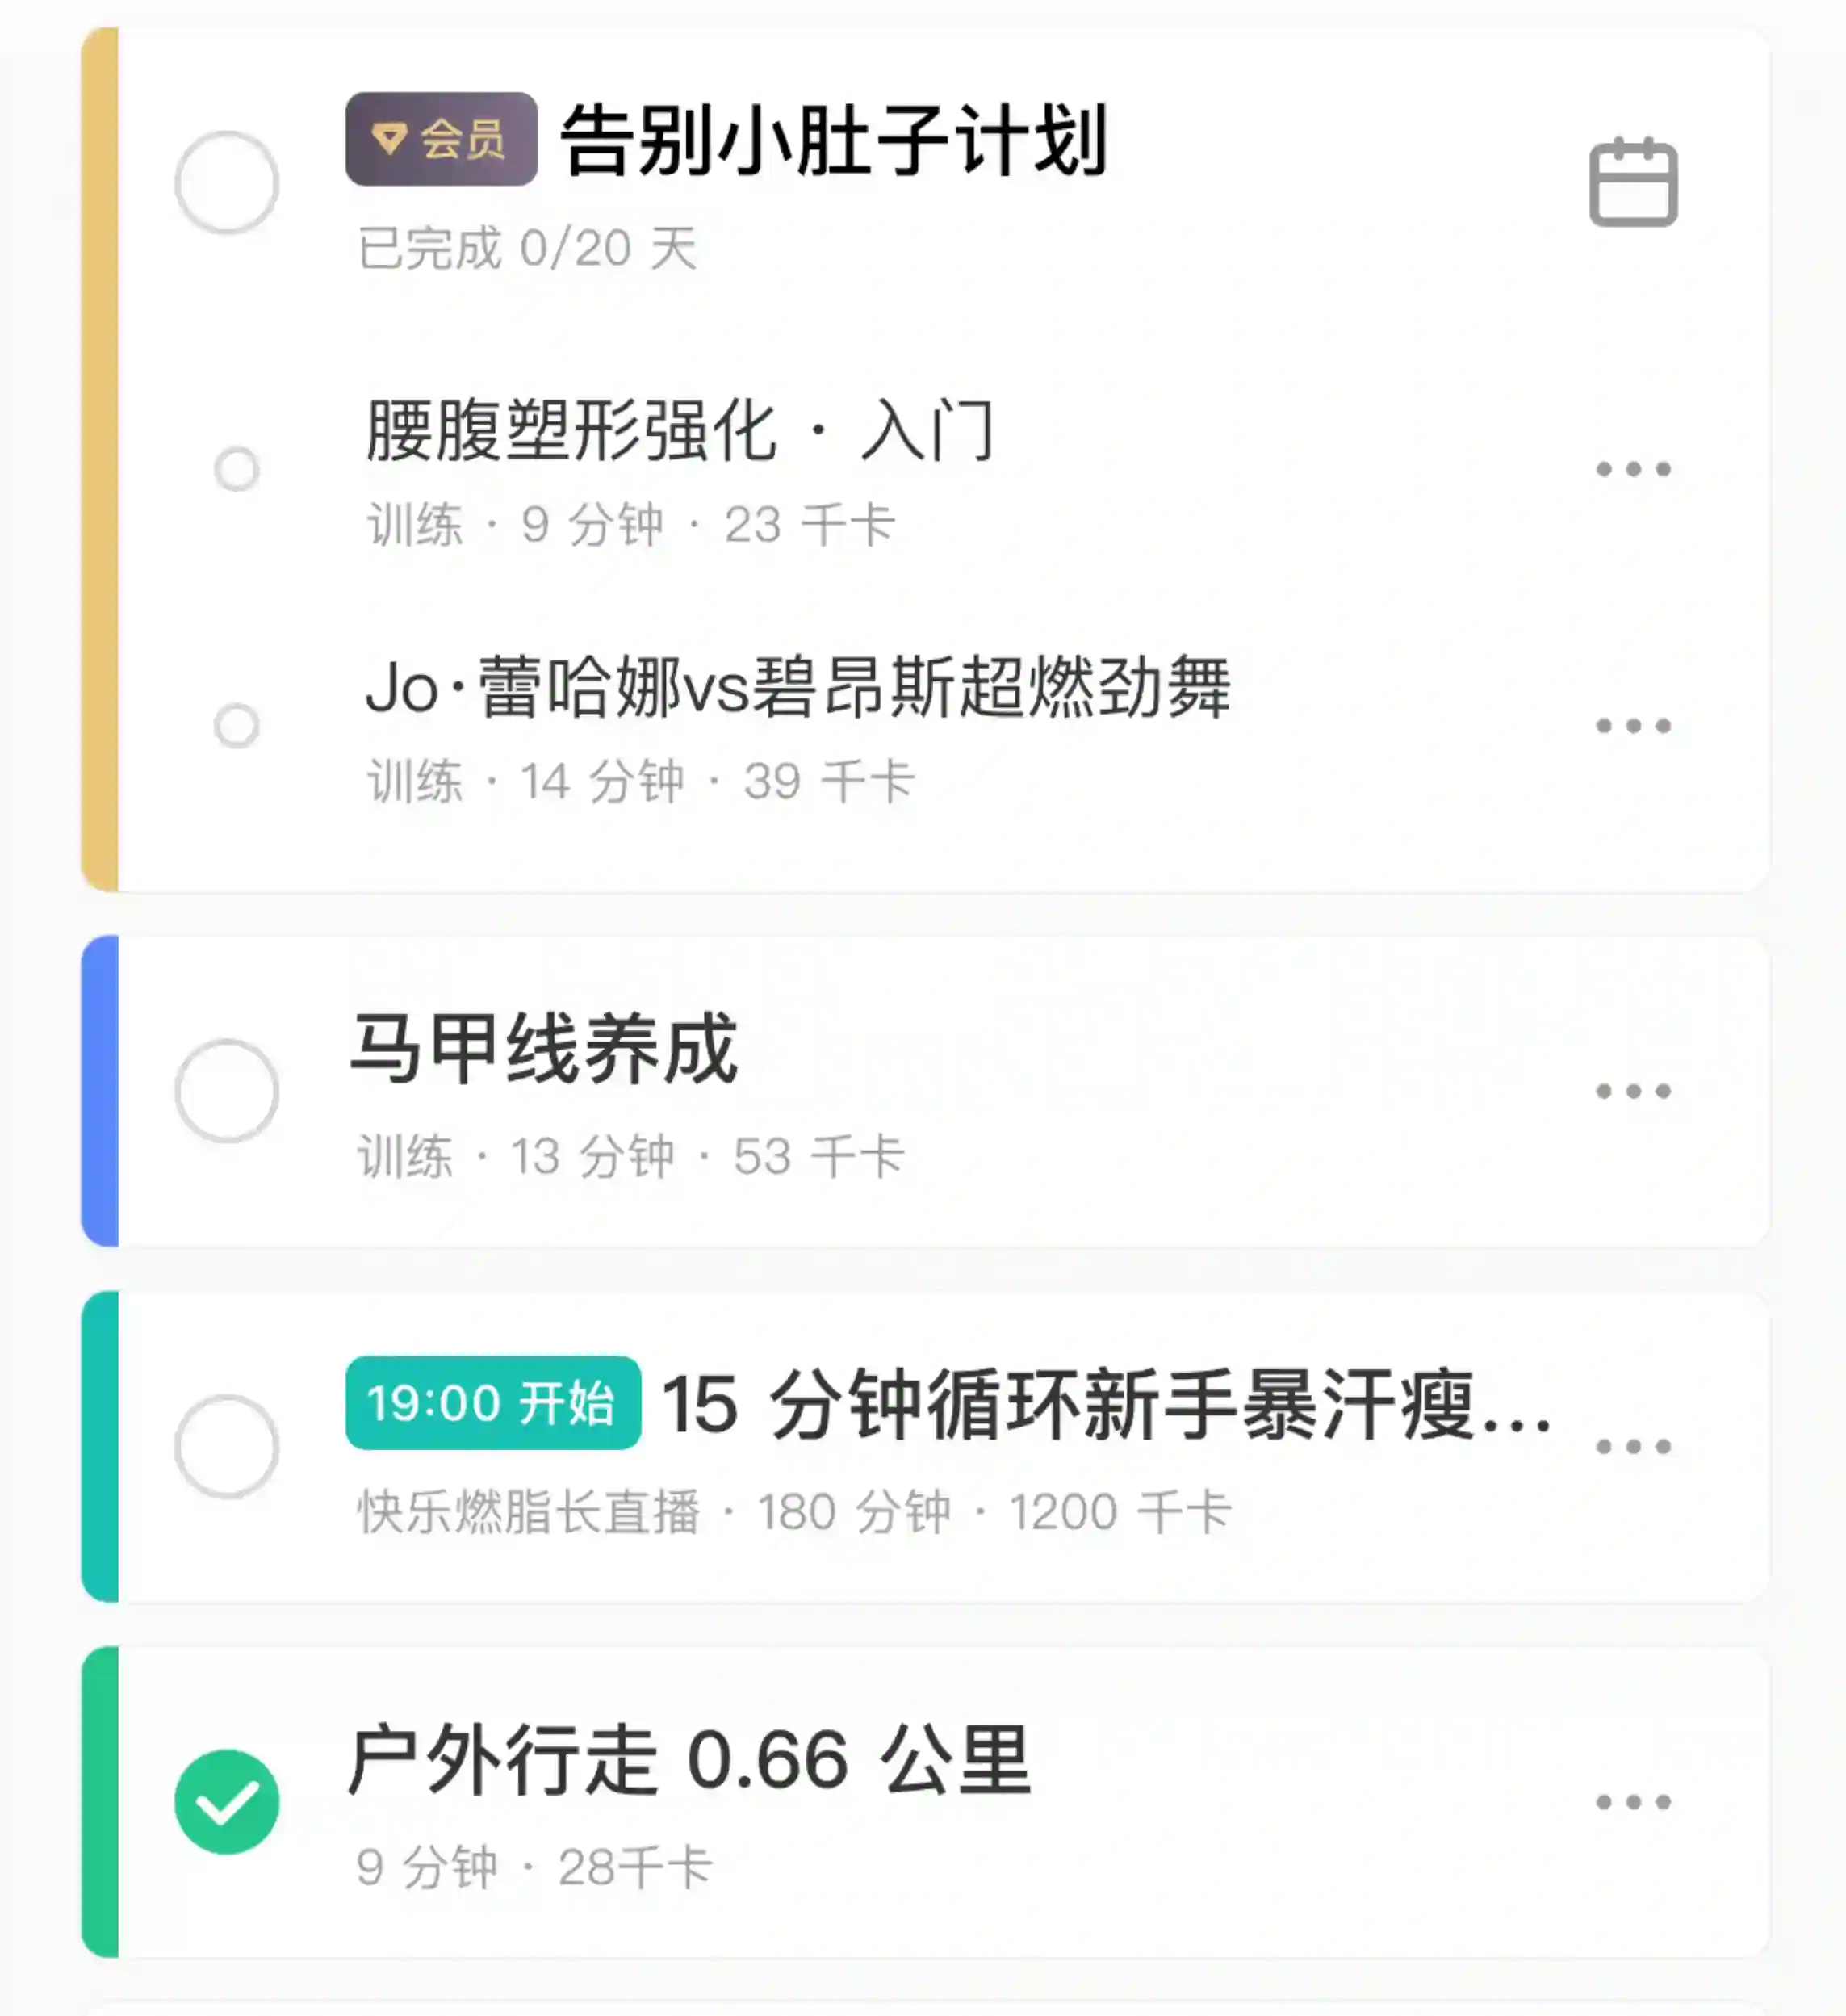 会员 告别小肚子计划
已完成 0/20 天
腰腹塑形强化 · 入门
训练 · 9 分钟 · 23 千卡
Jo·蕾哈娜vs碧昂斯超燃劲舞
训练 · 14 分钟 · 39 千卡
马甲线养成
训练 · 13 分钟 · 53 千卡
19:00 开始 15 分钟循环新手暴汗瘦...
快乐燃脂长直播 · 180 分钟 · 1200 千卡
户外行走 0.66 公里
9 分钟 · 28千卡